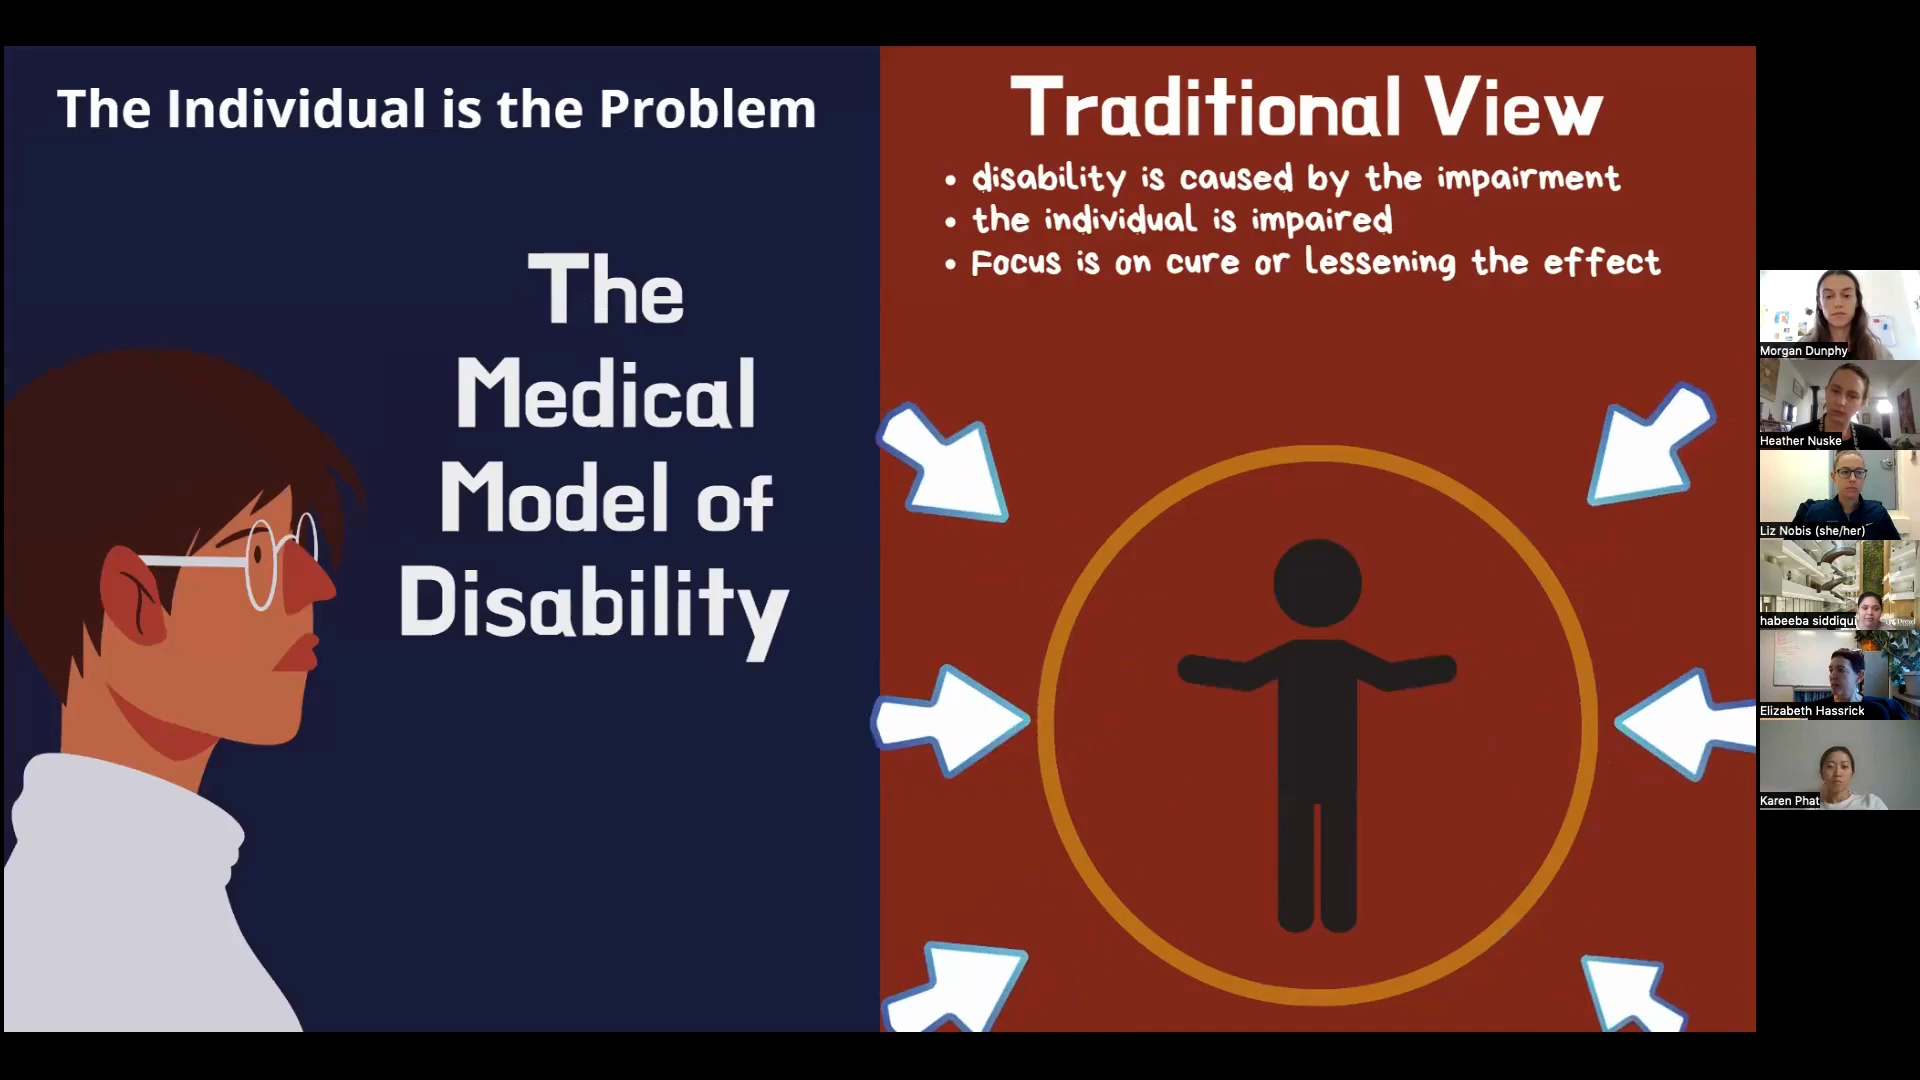 The Individual is the Problem
The
Medical
Model of
Disability
Traditional View
• disability is caused by the impairment
• the individual is impaired
• Focus is on cure or lessening the effect
Morgan Dunphy
Heather Nuske
Liz Nobis (she/her)
habeeba siddiqui
Drexel
Elizabeth Hassrick
Karen Phat